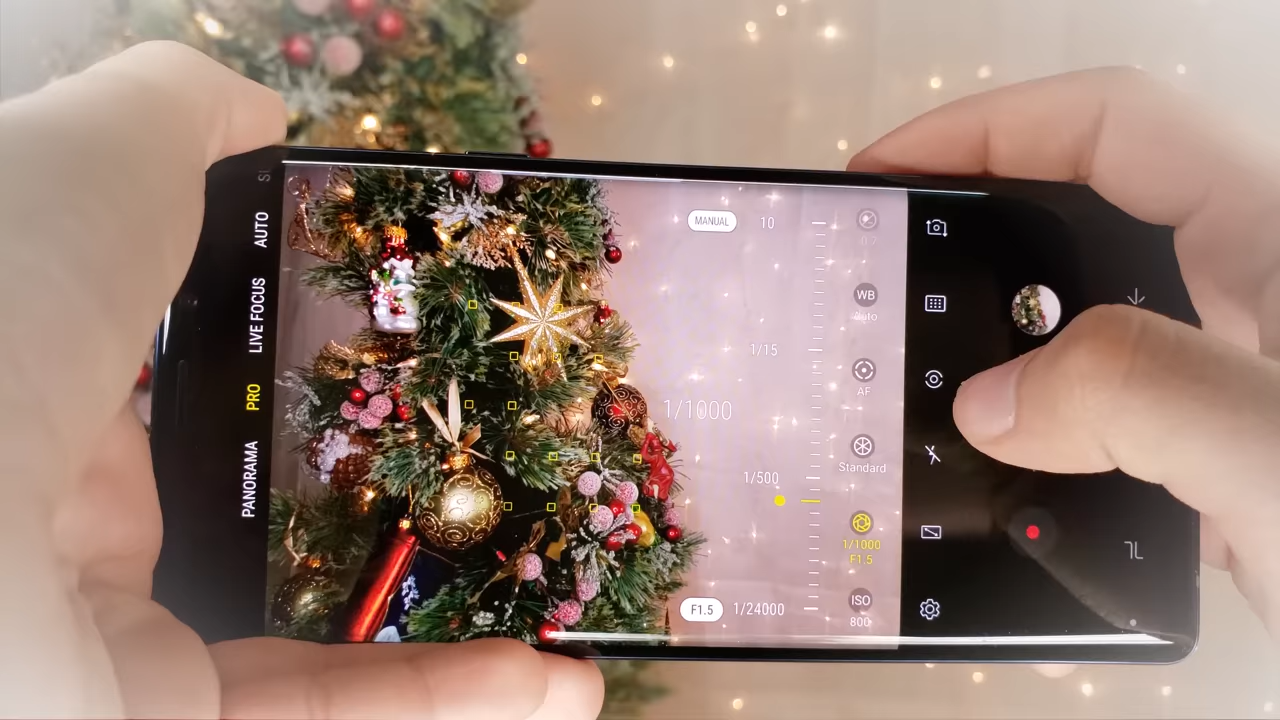 AUTO
LIVE FOCUS
PRO
PANORAMA
MANUAL 10
1/15
1/1000
1/500
F1.5 1/24000
WB
Auto
AF
Standard
1/1000
F1.5
ISO
800